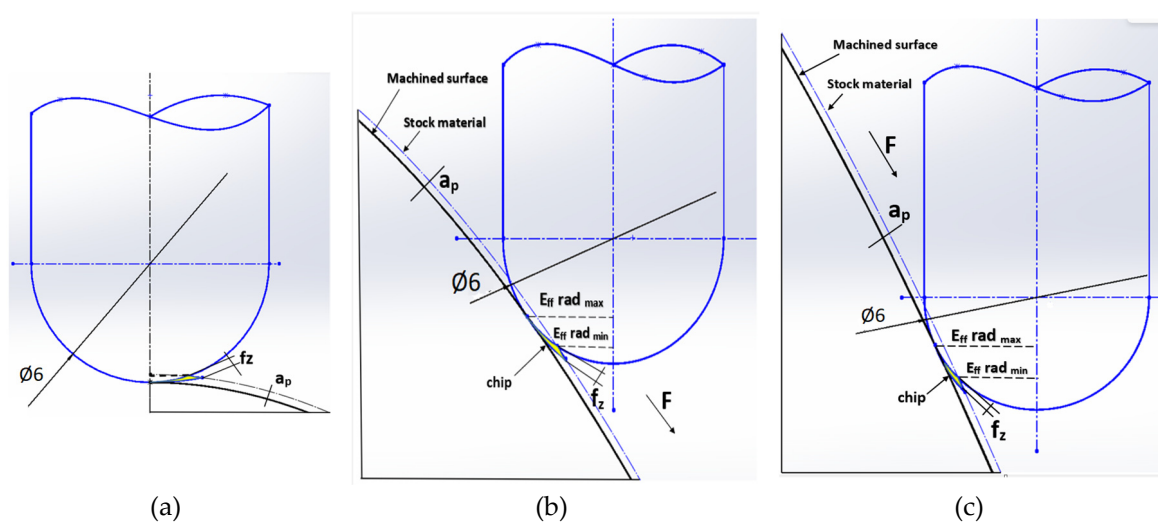 fz
Ø6
ap
(a)
Machined surface
Stock material
ap
Ø6
Eff rad max
Eff rad min
chip
fz
F
(b)
Machined surface
Stock material
F
ap
Ø6
Eff rad max
Eff rad min
chip
fz
(c)